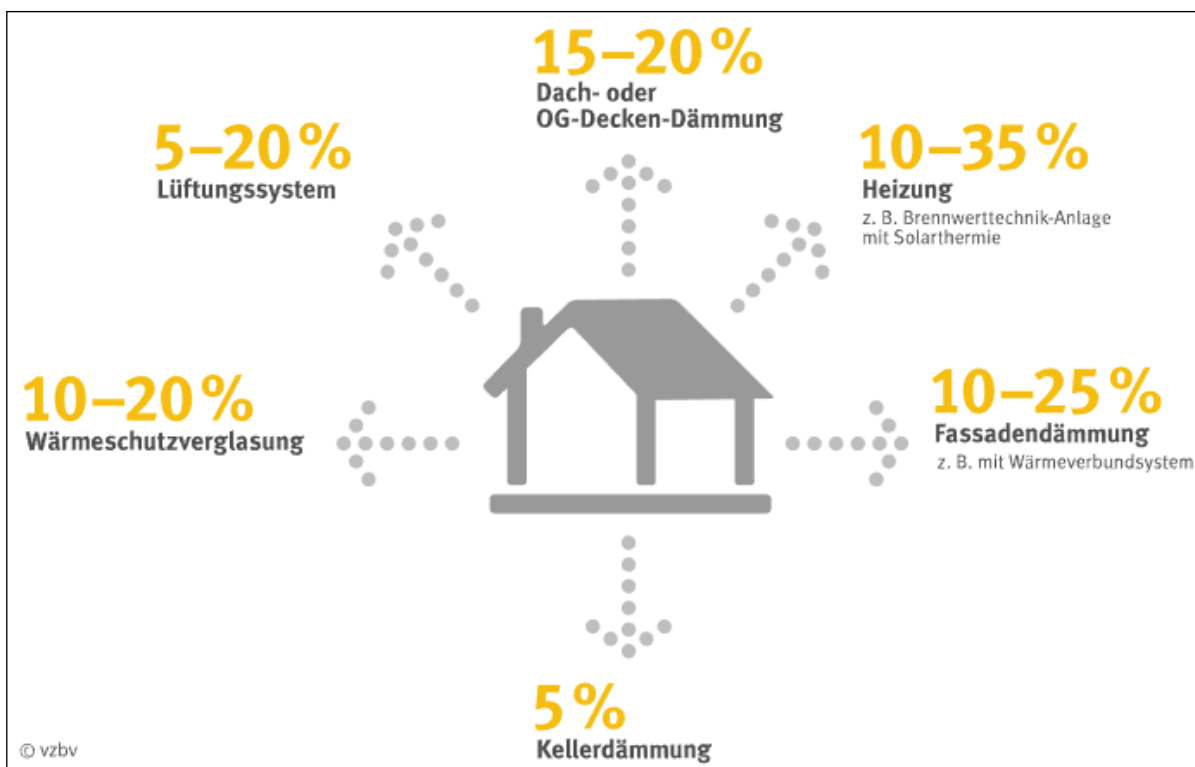 15–20 %
Dach- oder
OG-Decken-Dämmung
5–20 %
Lüftungssystem
10–35 %
Heizung
z. B. Brennwerttechnik-Anlage
mit Solarthermie
10–20 %
Wärmeschutzverglasung
10–25 %
Fassadendämmung
z. B. mit Wärmeverbundsystem
5 %
Kellerdämmung
© vzbv